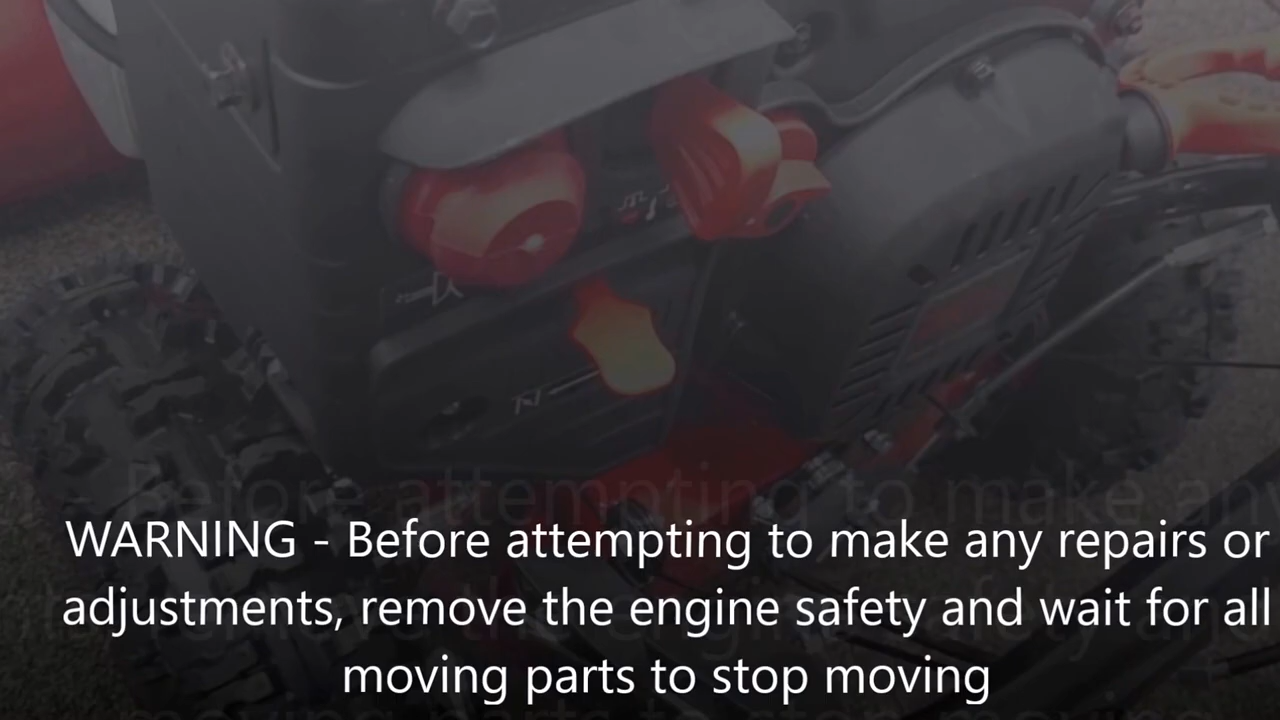 WARNING - Before attempting to make any repairs or
adjustments, remove the engine safety and wait for all
moving parts to stop moving